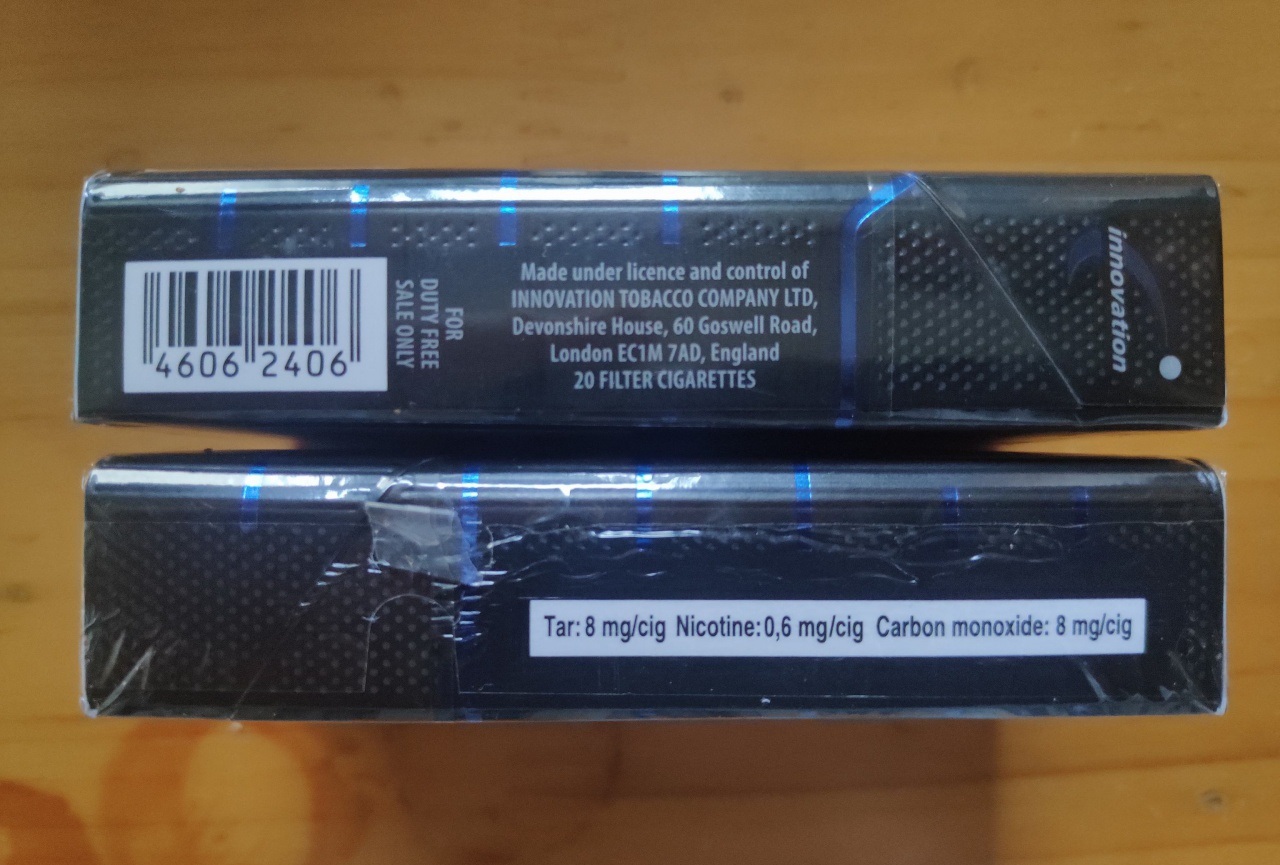 4606 2406
FOR
DUTY FREE
SALE ONLY
Made under licence and control of
INNOVATION TOBACCO COMPANY LTD,
Devonshire House, 60 Goswell Road,
London EC1M 7AD, England
20 FILTER CIGARETTES
innovation
Tar: 8 mg/cig Nicotine: 0,6 mg/cig Carbon monoxide: 8 mg/cig